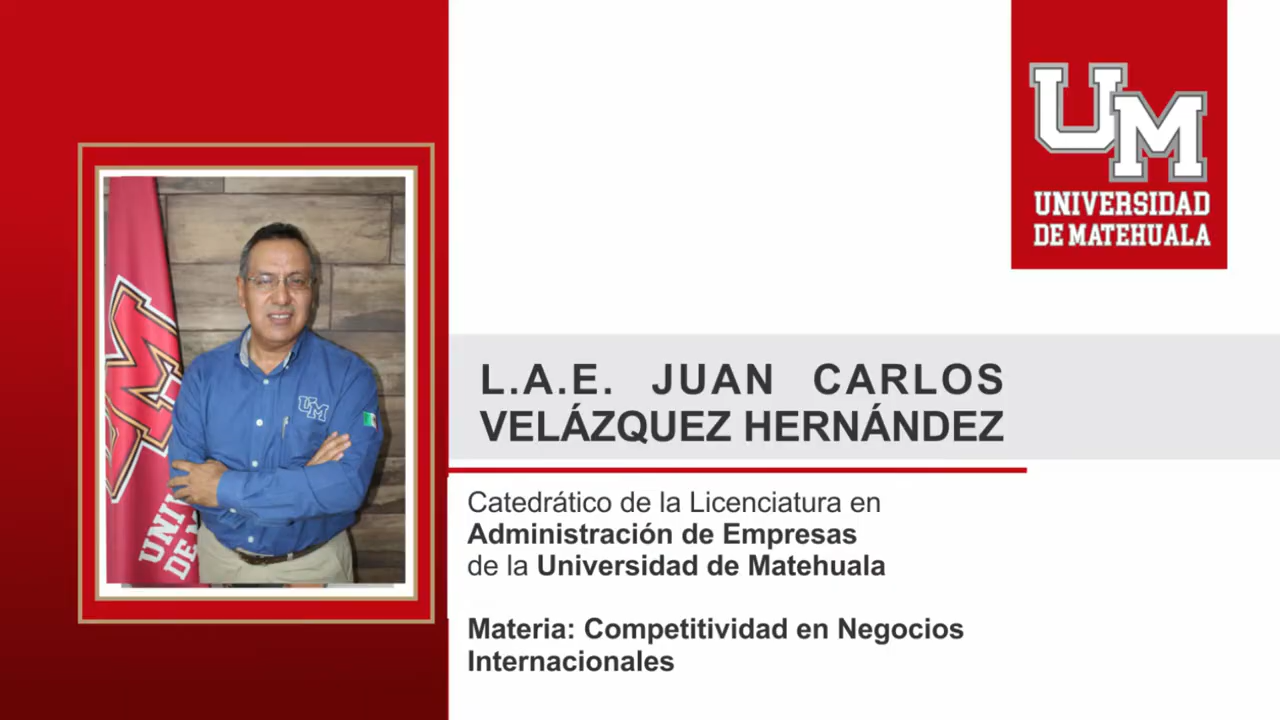 UM
UNIVERSIDAD
DE MATEHUALA
L.A.E. JUAN CARLOS
VELÁZQUEZ HERNÁNDEZ
Catedrático de la Licenciatura en
Administración de Empresas
de la Universidad de Matehuala
Materia: Competitividad en Negocios
Internacionales
UM